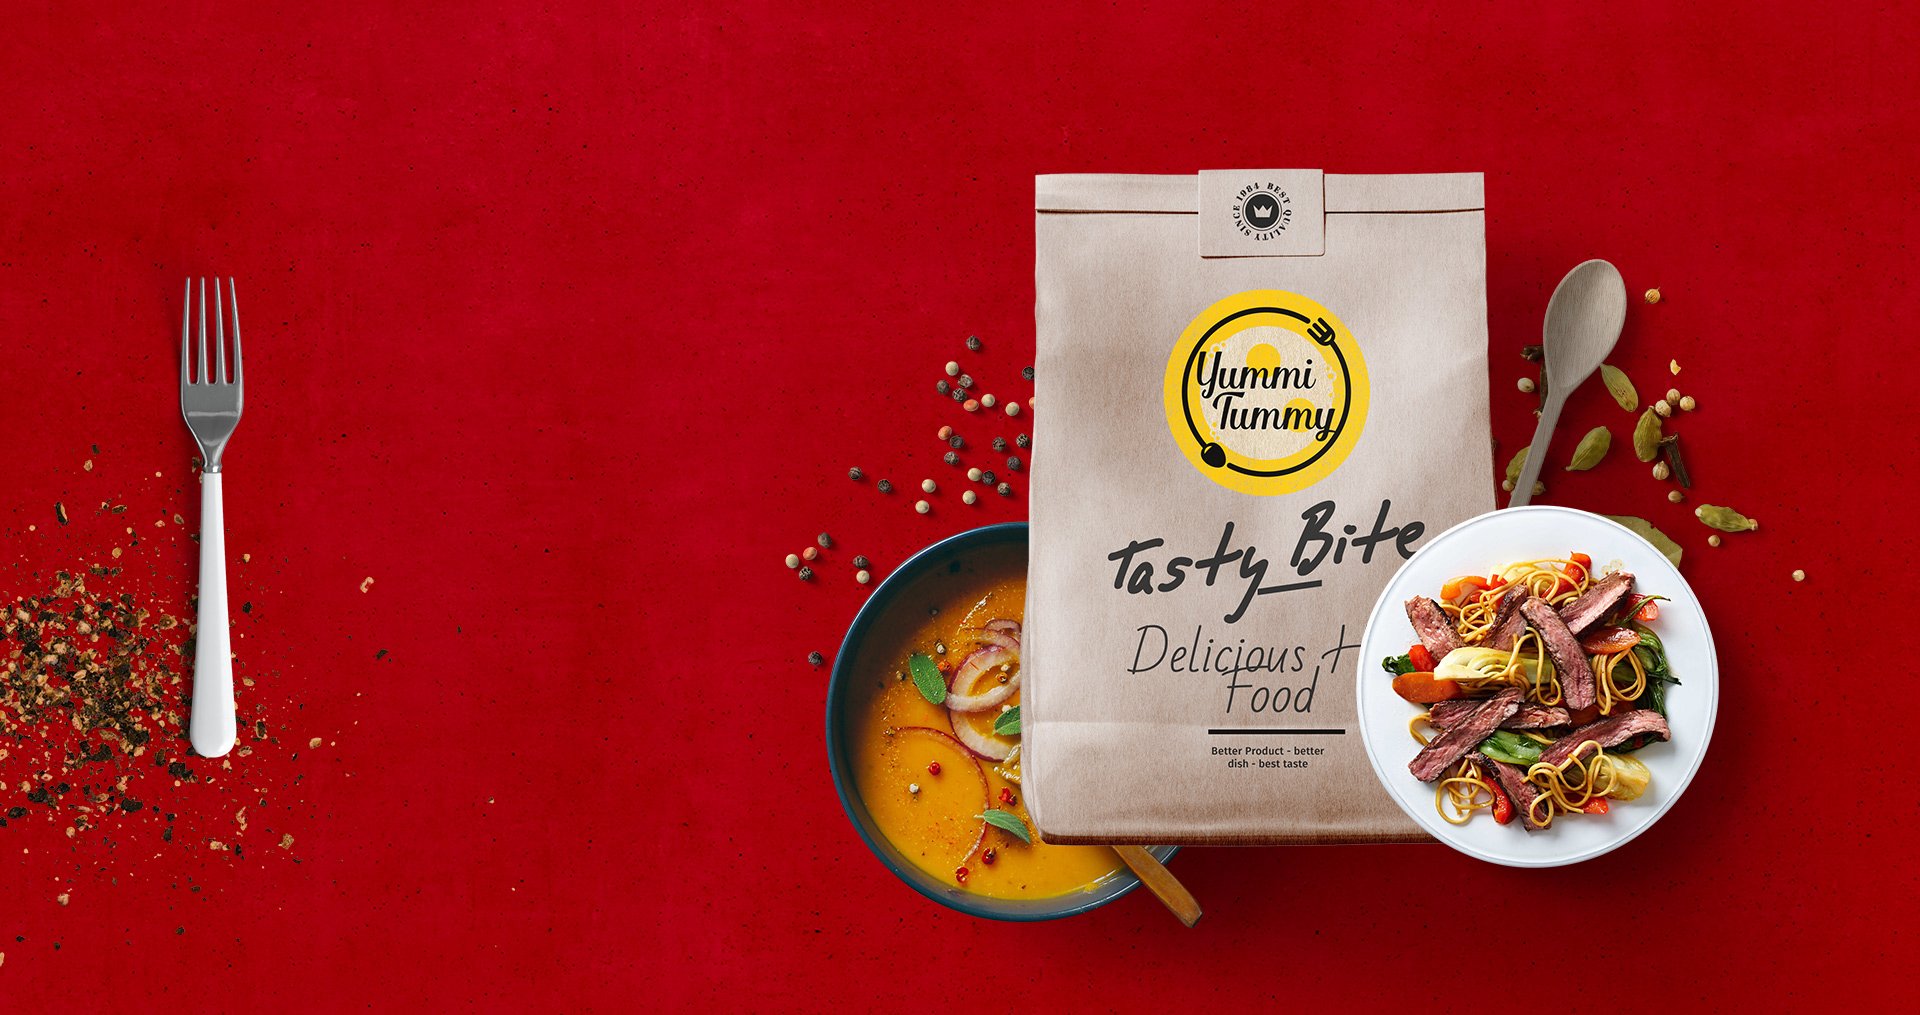 SINCE 1984 BEST QUALITY
Yummi
Tummy
Tasty Bite
Delicious
Food
Better Product - better
dish - best taste